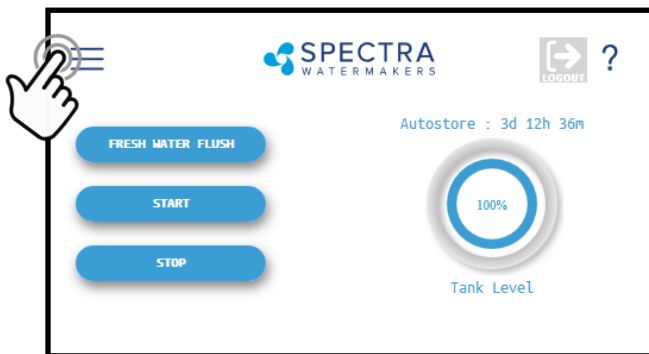 SPECTRA
WATERMAKERS
LOGOUT
?
Autostore : 3d 12h 36m
FRESH WATER FLUSH
START
STOP
100%
Tank Level